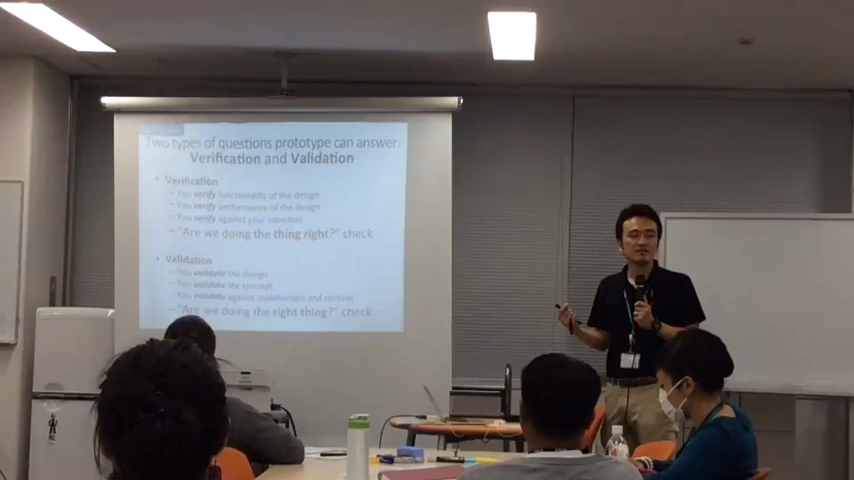 Two types of questions prototype can answer:
Verification and Validation
• Verification
– You verify functionality of the design
– You verify performance of the design
– You verify against your intention
– "Are we doing the thing right?" check
• Validation
– You validate the design
– You validate the concept
– You validate against stakeholders and context
– "Are we doing the right thing?" check